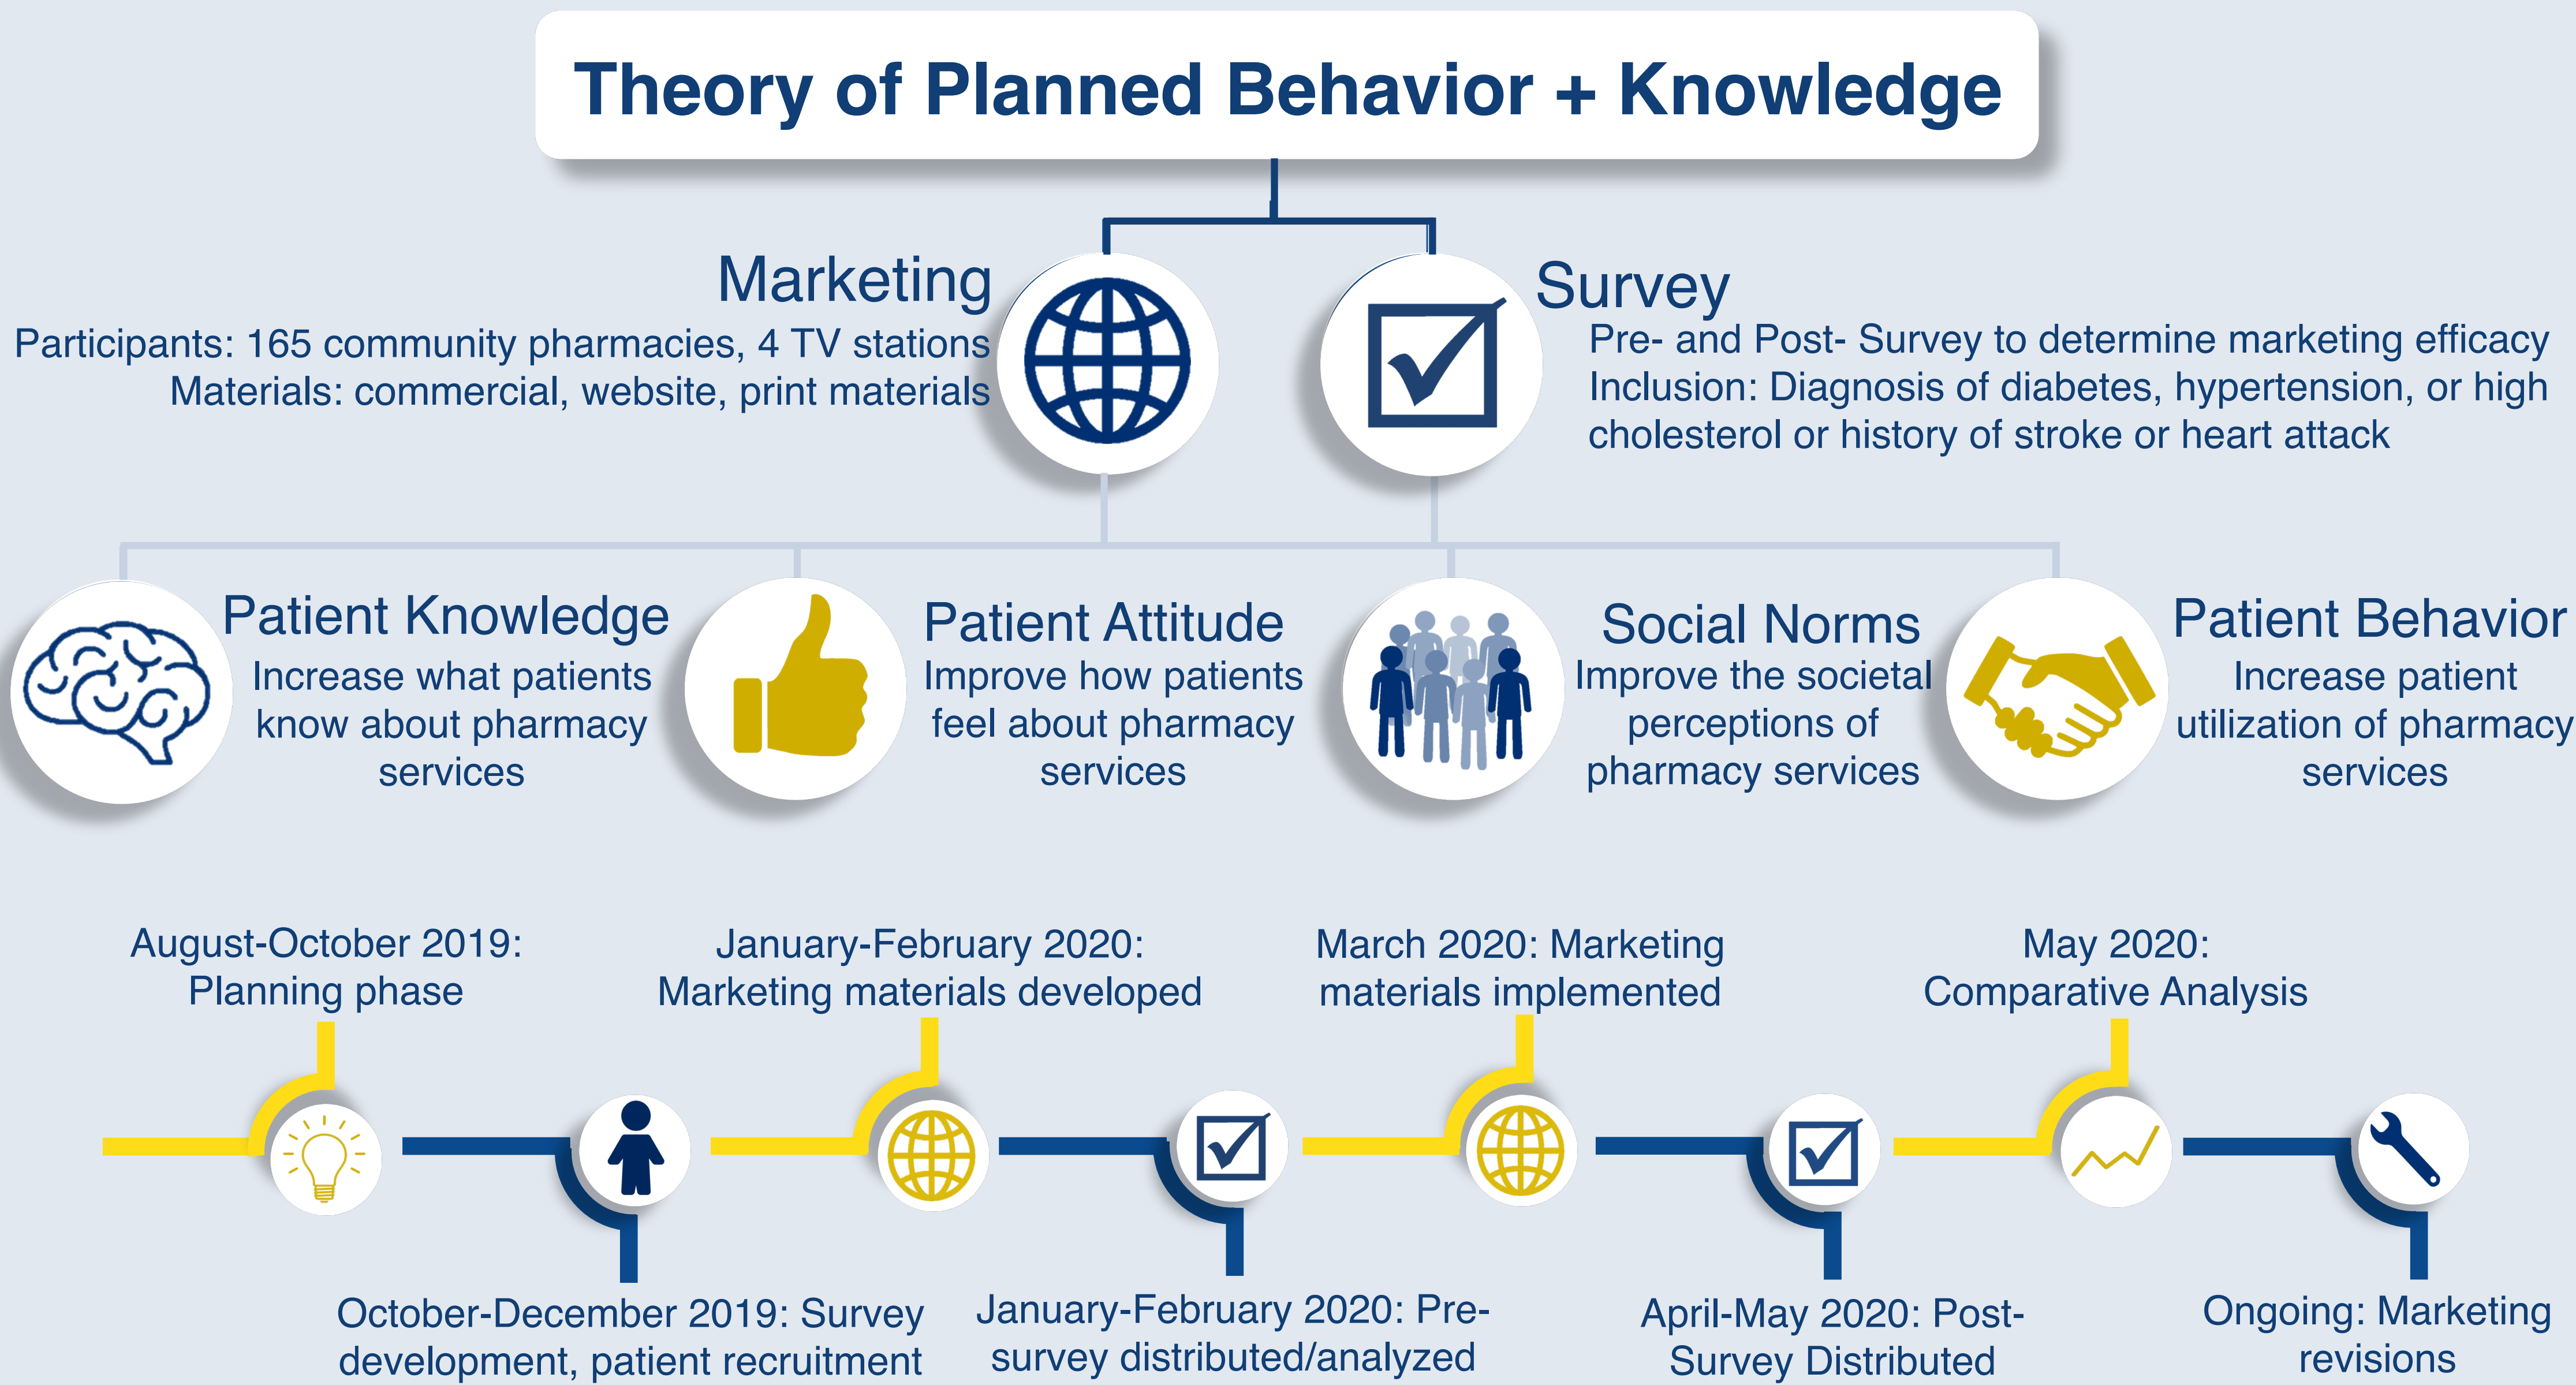 Theory of Planned Behavior + Knowledge
Marketing
Participants: 165 community pharmacies, 4 TV stations
Materials: commercial, website, print materials
Survey
Pre- and Post- Survey to determine marketing efficacy
Inclusion: Diagnosis of diabetes, hypertension, or high
cholesterol or history of stroke or heart attack
Patient Knowledge
Increase what patients
know about pharmacy
services
Patient Attitude
Improve how patients
feel about pharmacy
services
Social Norms
Improve the societal
perceptions of
pharmacy services
Patient Behavior
Increase patient
utilization of pharmacy
services
August-October 2019:
Planning phase
October-December 2019: Survey
development, patient recruitment
January-February 2020:
Marketing materials developed
January-February 2020: Pre-
survey distributed/analyzed
March 2020: Marketing
materials implemented
April-May 2020: Post-
Survey Distributed
May 2020:
Comparative Analysis
Ongoing: Marketing
revisions